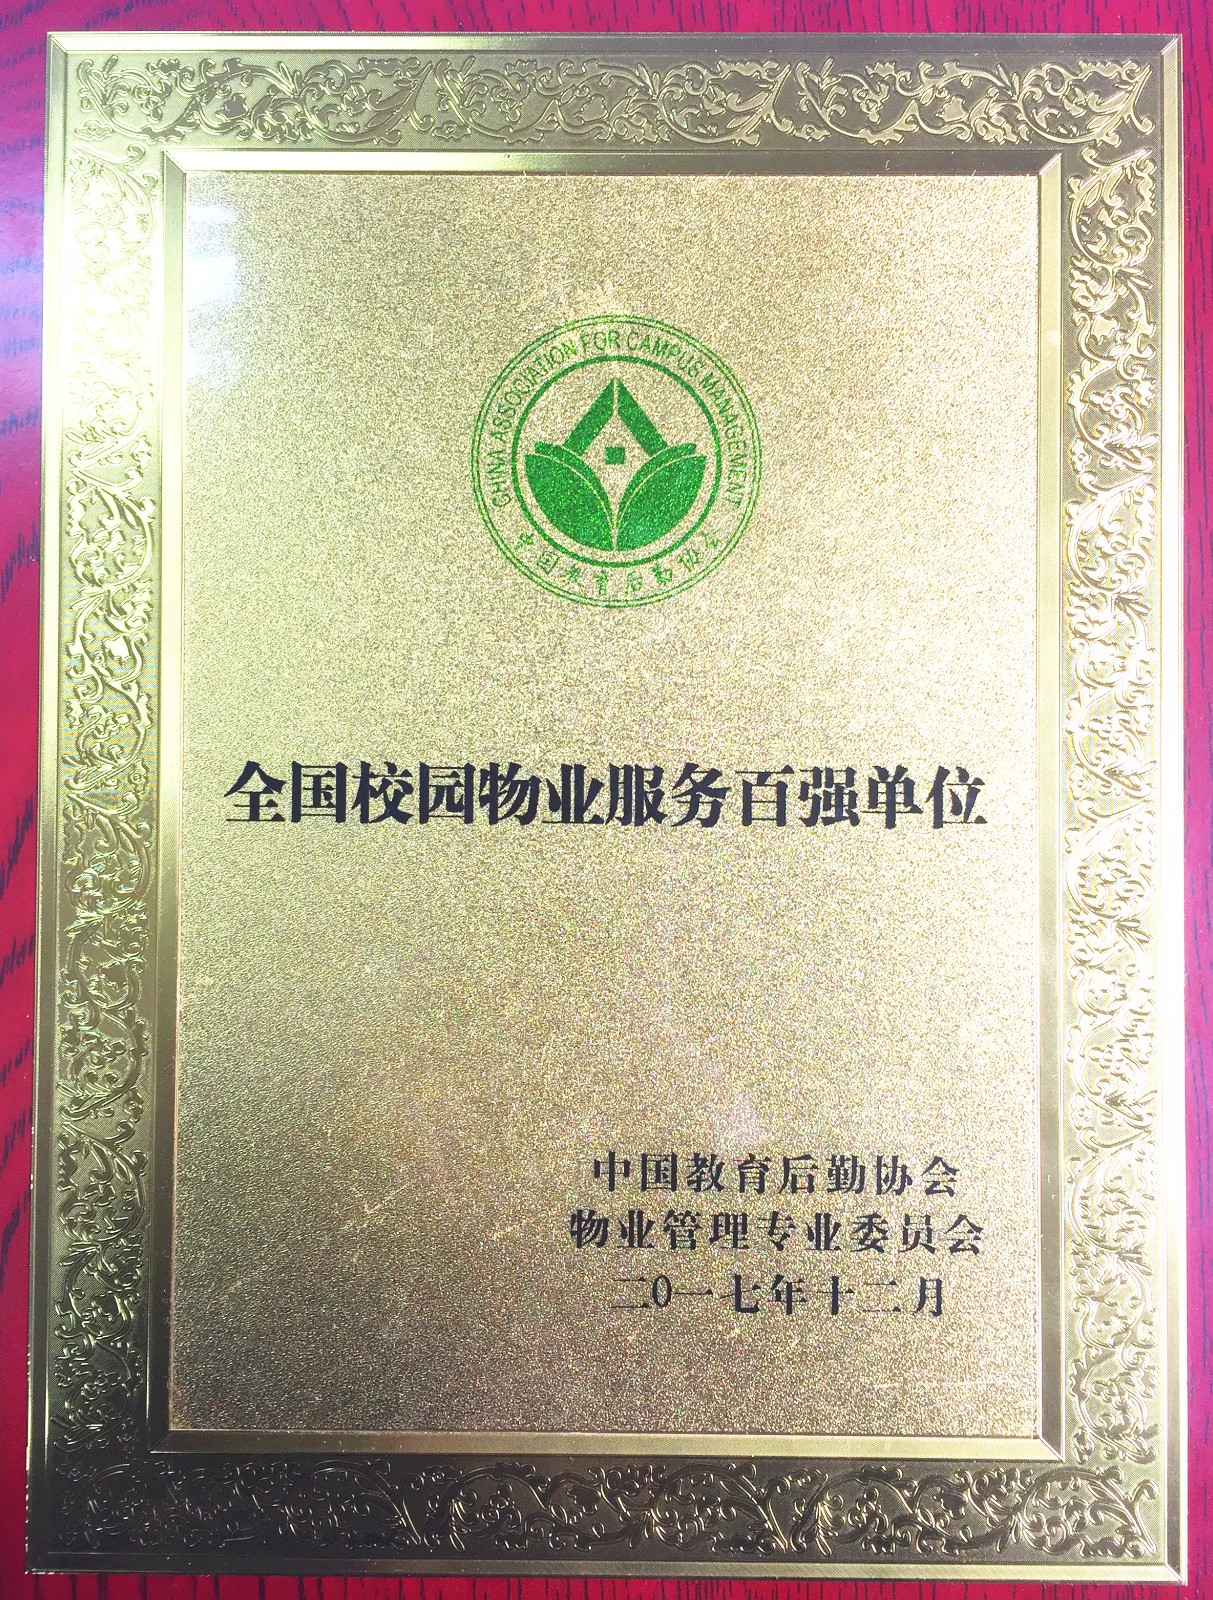 CHINA ASSOCIATION FOR CAMPUS MANAGEMENT
中国教育后勤协会
全国校园物业服务百强单位
中国教育后勤协会
物业管理专业委员会
二0一七年十二月